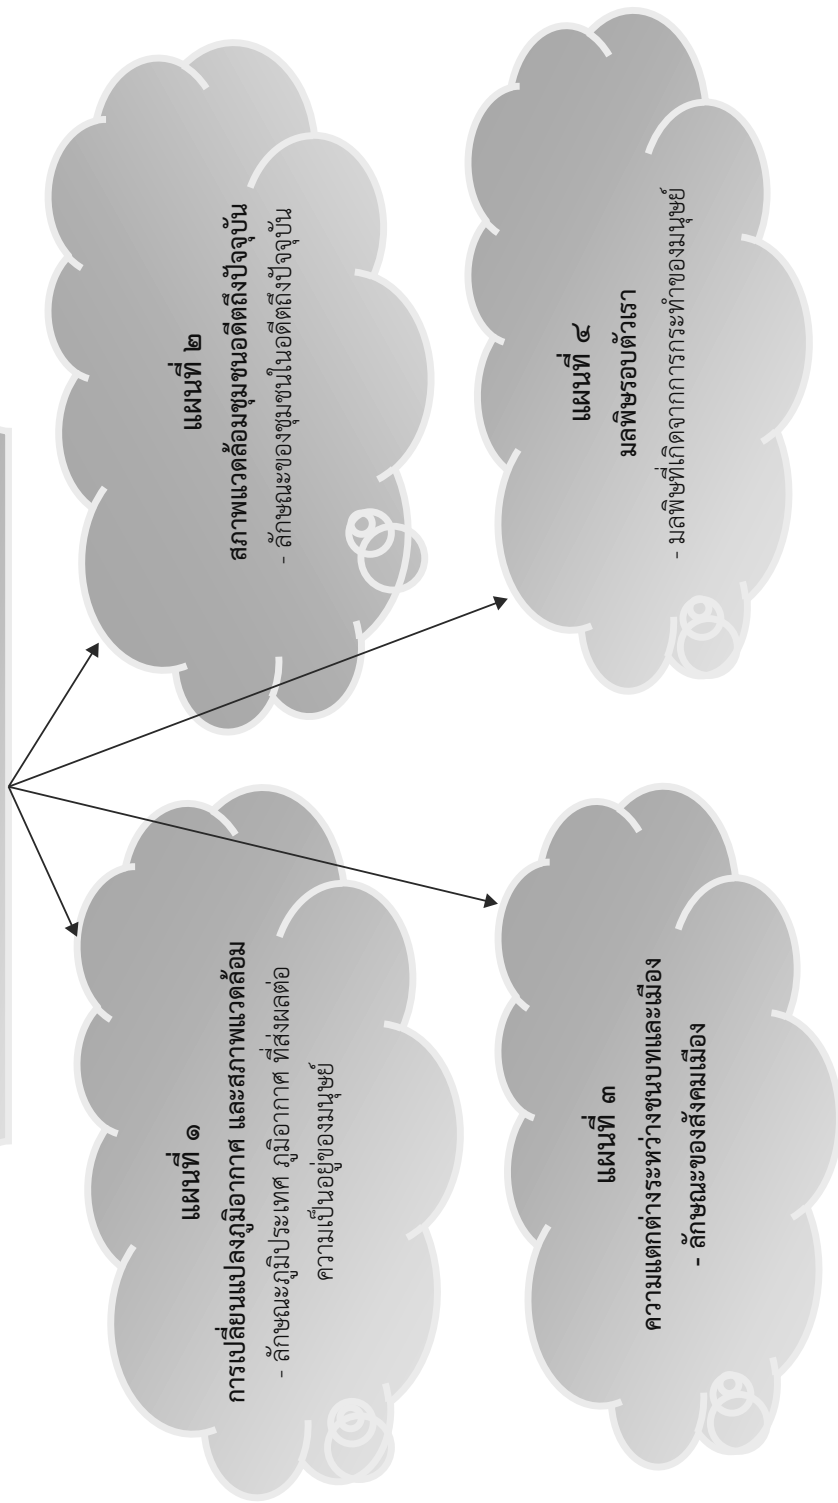 แผนที่ ๑
การเปลี่ยนแปลงภูมิอากาศ และสภาพแวดล้อม
- ลักษณะภูมิประเทศ ภูมิอากาศ ที่ส่งผลต่อ
ความเป็นอยู่ของมนุษย์
แผนที่ ๒
สภาพแวดล้อมชุมชนอดีตถึงปัจจุบัน
- ลักษณะของชุมชนในอดีตถึงปัจจุบัน
แผนที่ ๓
ความแตกต่างระหว่างชนบทและเมือง
- ลักษณะของสังคมเมือง
แผนที่ ๔
มลพิษรอบตัวเรา
- มลพิษที่เกิดจากการกระทำของมนุษย์